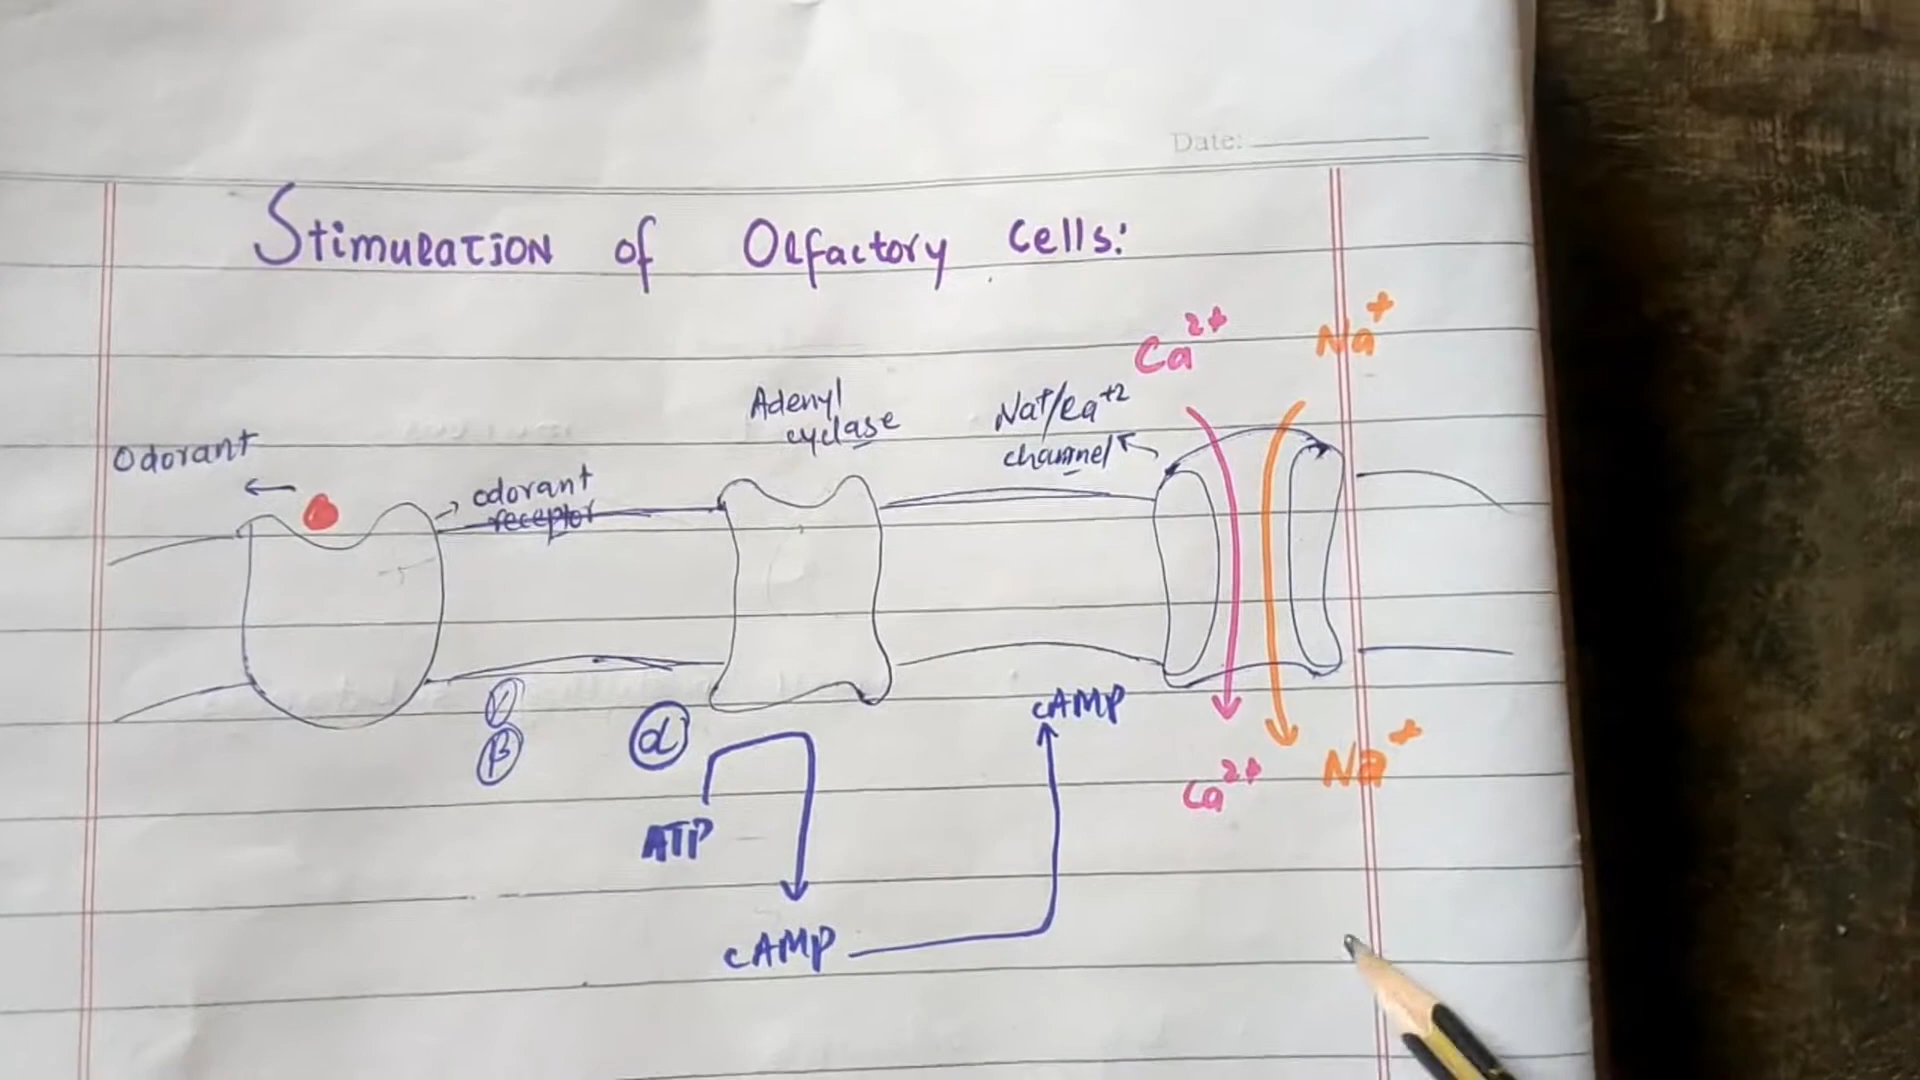 Date:
Stimulation of Olfactory cells:
Ca²⁺ Na⁺
Adenyl
cyclase
Na⁺/Ca⁺²
channel
Odorant
odorant
receptor
γ
β
α
cAMP
ATP
Ca²⁺ Na⁺
cAMP